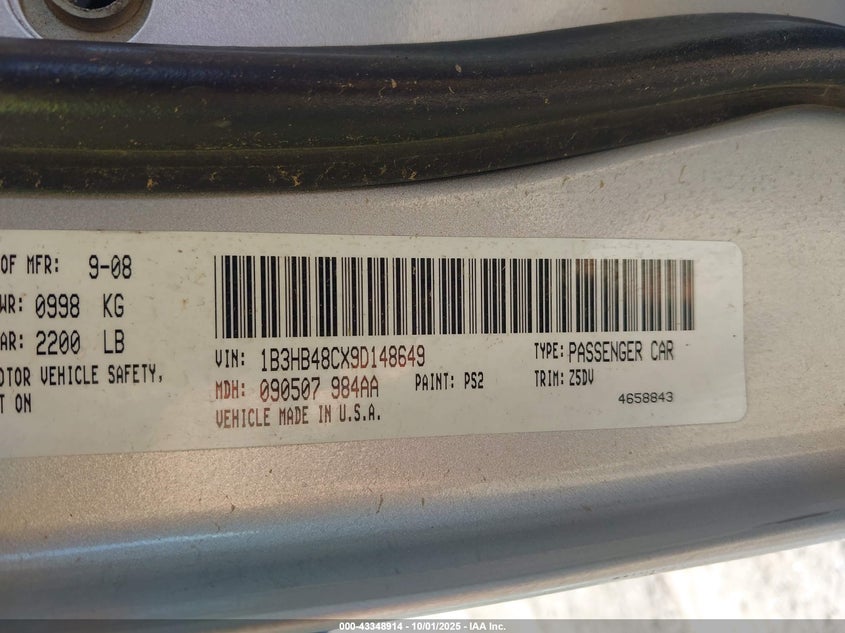 OF MFR: 9-08
WR: 0998 KG
AR: 2200 LB
OTOR VEHICLE SAFETY,
T ON
VIN: 1B3HB48CX9D148649
TYPE: PASSENGER CAR
MDH: 090507 984AA
PAINT: PS2
TRIM: Z5DV
VEHICLE MADE IN U.S.A.
4658843
000-43348914 - 10/01/2025 - IAA Inc.